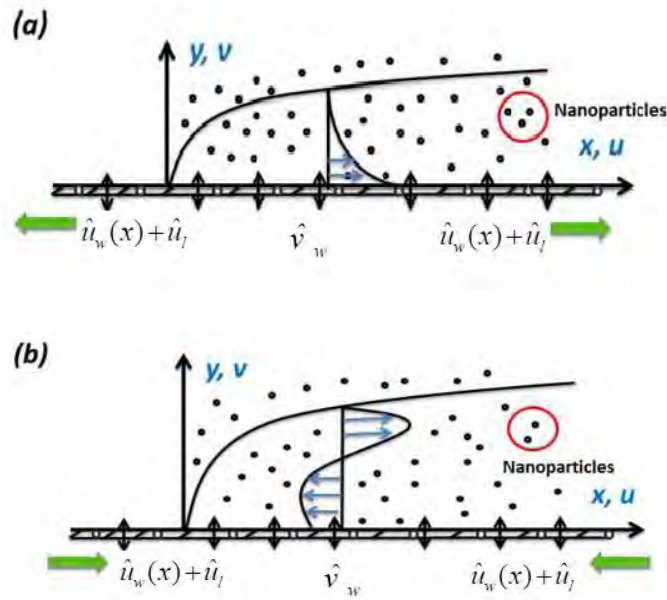 (a)
y, v
Nanoparticles
x, u
û_w(x)+û_l v̂_w û_w(x)+û_l
(b)
y, v
Nanoparticles
x, u
û_w(x)+û_l v̂_w û_w(x)+û_l